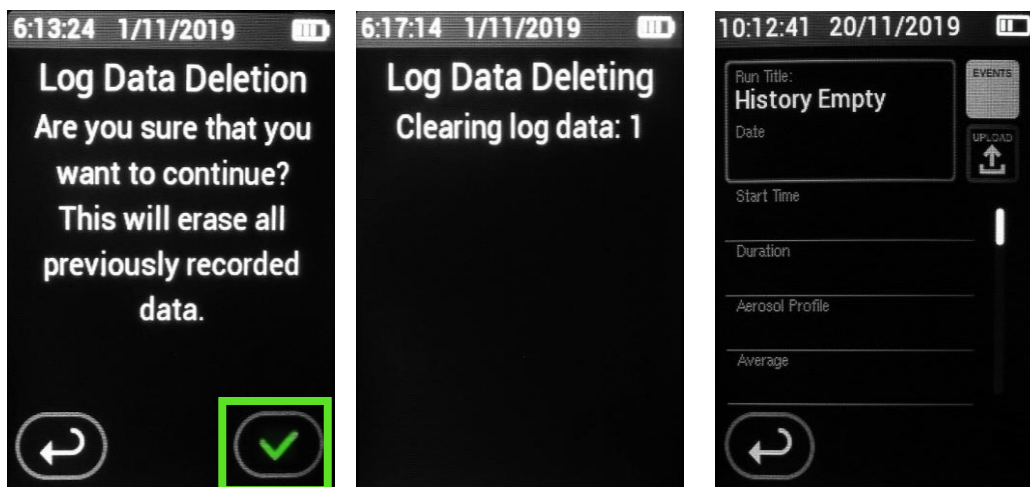 6:13:24 1/11/2019
Log Data Deletion
Are you sure that you
want to continue?
This will erase all
previously recorded
data.
6:17:14 1/11/2019
Log Data Deleting
Clearing log data: 1
10:12:41 20/11/2019
Run Title:
History Empty
Date
EVENTS
UPLOAD
Start Time
Duration
Aerosol Profile
Average